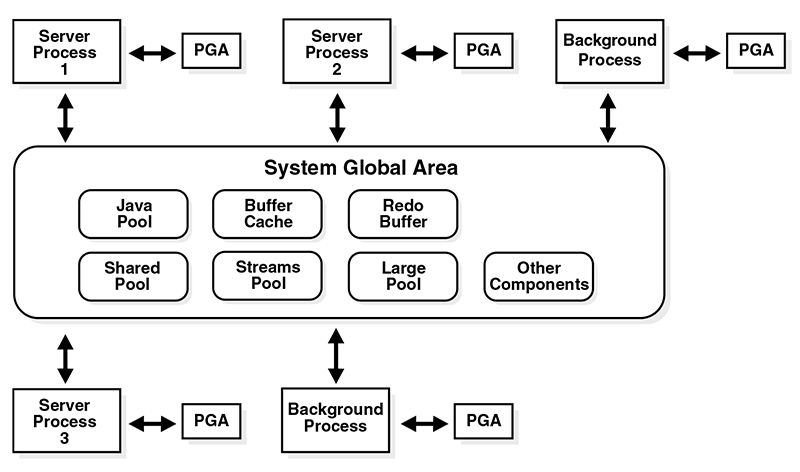 Server
Process
1
PGA
Server
Process
2
PGA
Background
Process
PGA
System Global Area
Java
Pool
Buffer
Cache
Redo
Buffer
Shared
Pool
Streams
Pool
Large
Pool
Other
Components
Server
Process
3
PGA
Background
Process
PGA